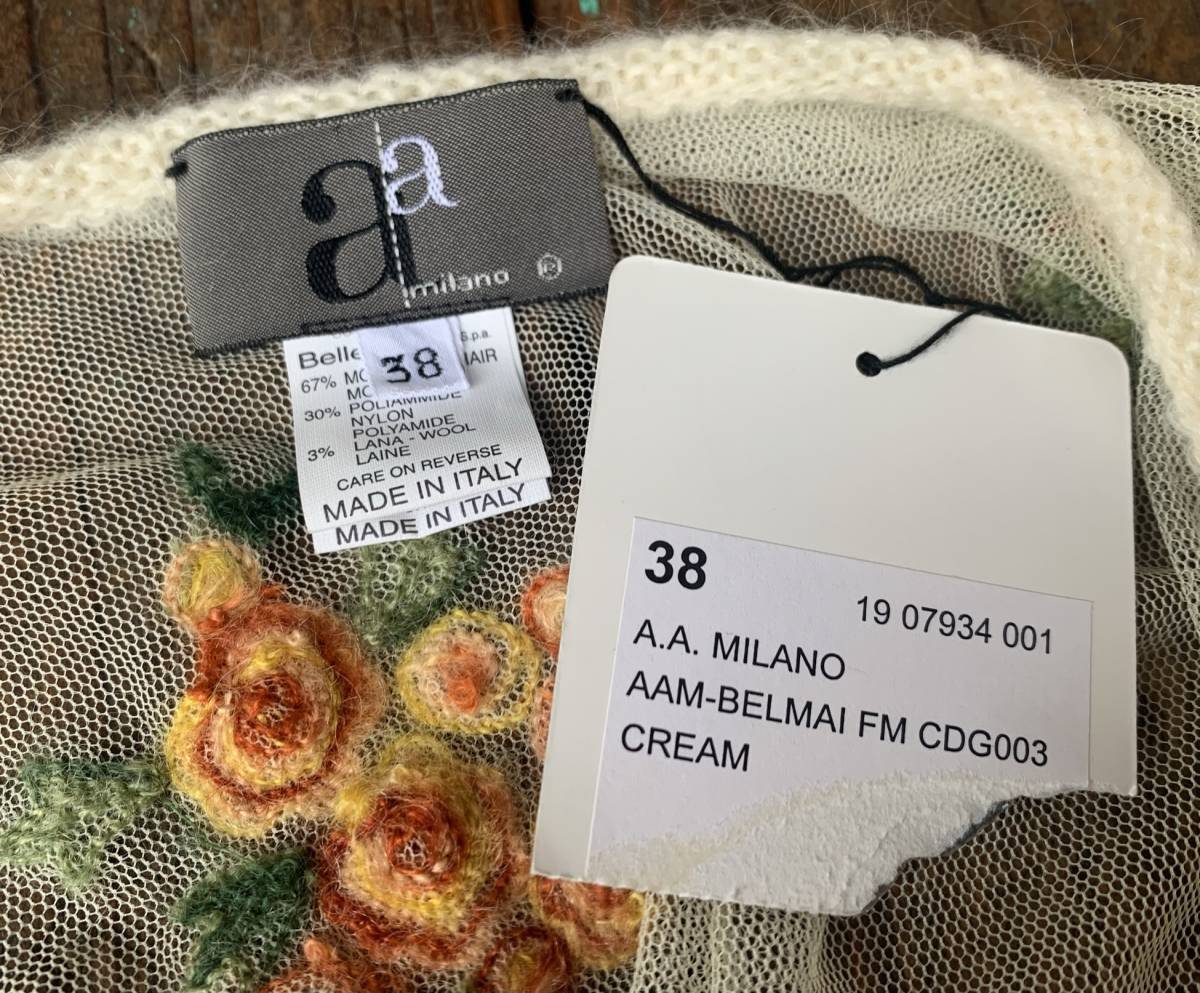 aa
milano ®
Belle S.p.a.
38
67% MO HAIR
MO
30% POLIAMMIDE
NYLON
POLYAMIDE
3% LANA - WOOL
LAINE
CARE ON REVERSE
MADE IN ITALY
MADE IN ITALY
38
19 07934 001
A.A. MILANO
AAM-BELMAI FM CDG003
CREAM